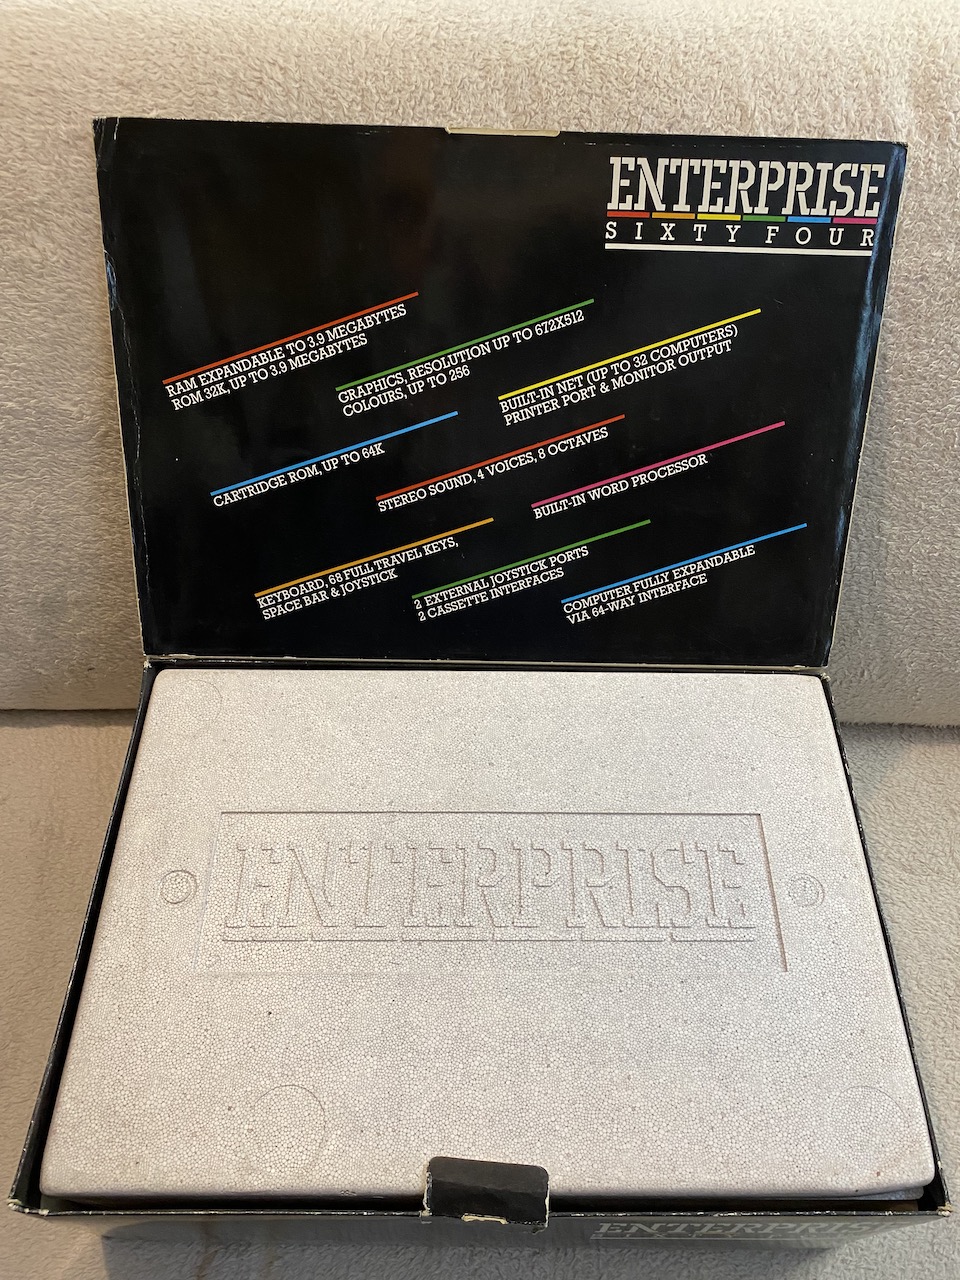 ENTERPRISE
SIXTY FOUR
RAM EXPANDABLE TO 3.9 MEGABYTES
ROM 32K, UP TO 3.9 MEGABYTES
GRAPHICS, RESOLUTION UP TO 672X512
COLOURS, UP TO 256
BUILT-IN NET (UP TO 32 COMPUTERS)
PRINTER PORT & MONITOR OUTPUT
CARTRIDGE ROM, UP TO 64K
STEREO SOUND, 4 VOICES, 8 OCTAVES
BUILT-IN WORD PROCESSOR
KEYBOARD, 68 FULL TRAVEL KEYS,
SPACE BAR & JOYSTICK
2 EXTERNAL JOYSTICK PORTS
2 CASSETTE INTERFACES
COMPUTER FULLY EXPANDABLE
VIA 64-WAY INTERFACE
ENTERPRISE
ENTERPRISE